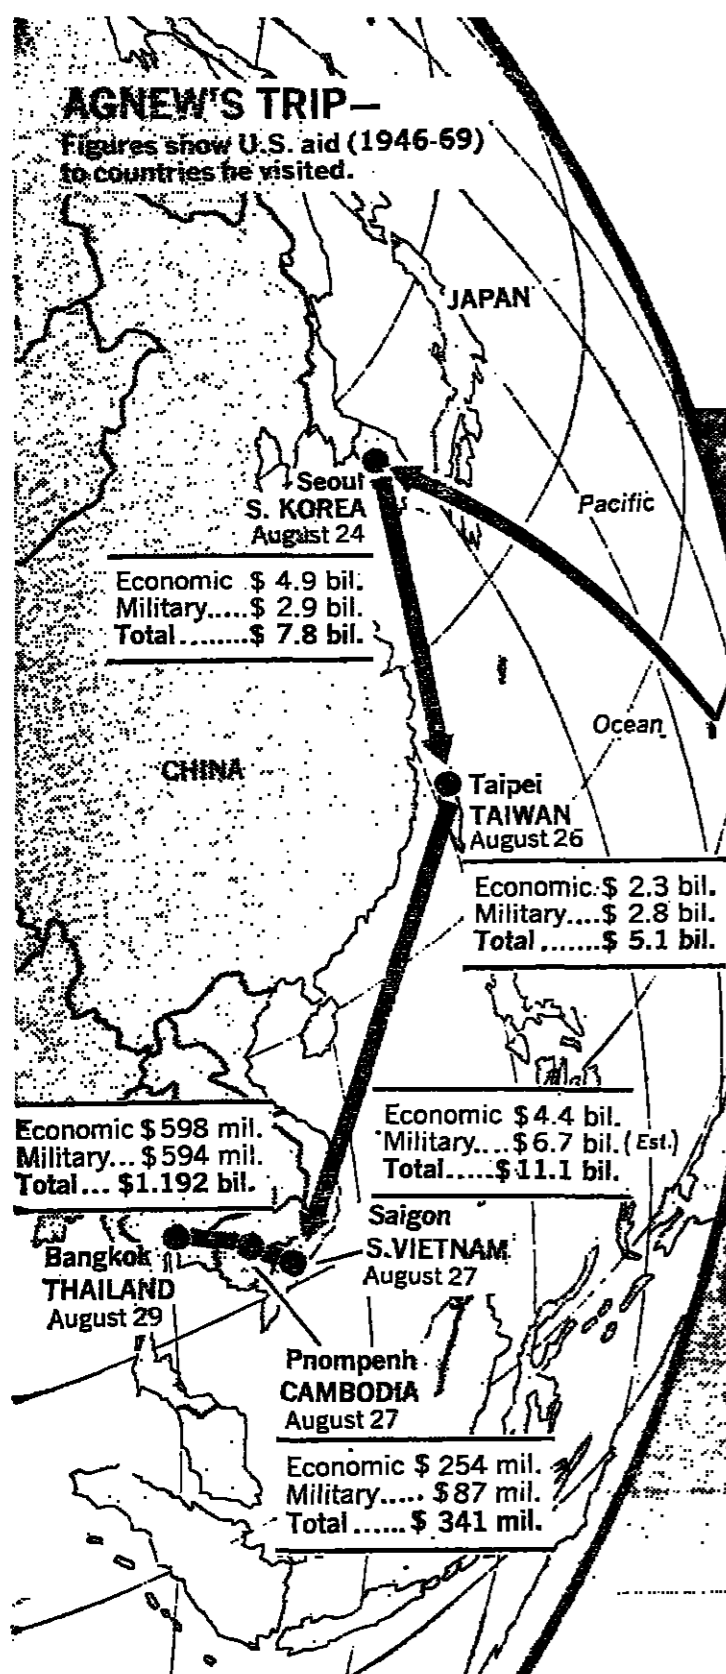 AGNEW'S TRIP—
Figures show U.S. aid (1946-69)
to countries he visited.
JAPAN
Pacific
Seoul
S. KOREA
August 24
Economic .$ 4.9 bil.
Military.....$ 2.9 bil.
Total ........$ 7.8 bil.
Ocean
CHINA
Taipei
TAIWAN
August 26
Economic.$ 2.3 bil.
Military....$ 2.8 bil.
Total .......$ 5.1 bil.
Economic $4.4 bil.
Military....$6.7 bil. (Est.)
Total.....$11.1 bil.
Economic $598 mil.
Military... $594 mil.
Total... $1.192 bil.
Saigon
S.VIETNAM
August 27
Bangkok
THAILAND
August 29
Pnompenh
CAMBODIA
August 27
Economic $ 254 mil.
Military..... $87 mil.
Total ...... $ 341 mil.